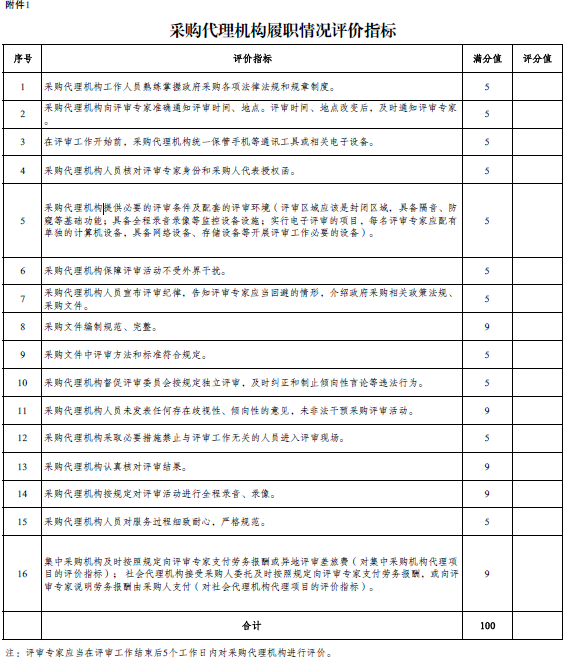 附件1
采购代理机构履职情况评价指标
序号 评价指标 满分值 评分值
1 采购代理机构工作人员熟练掌握政府采购各项法律法规和规章制度。 5
2 采购代理机构向评审专家准确通知评审时间、地点。评审时间、地点改变后，及时通知评审专家
。 5
3 在评审工作开始前，采购代理机构统一保管手机等通讯工具或相关电子设备。 5
4 采购代理机构人员核对评审专家身份和采购人代表授权函。 5
5 采购代理机构提供必要的评审条件及配套的评审环境（评审区域应该是封闭区域，具备隔音、防
窥等基础功能；具备全程录音录像等监控设备设施；实行电子评审的项目，每名评审专家应配有
单独的计算机设备，具备网络设备、存储设备等开展评审工作必要的设备）。 5
6 采购代理机构保障评审活动不受外界干扰。 5
7 采购代理机构人员宣布评审纪律，告知评审专家应当回避的情形，介绍政府采购相关政策法规、
采购文件。 5
8 采购文件编制规范、完整。 9
9 采购文件中评审方法和标准符合规定。 5
10 采购代理机构督促评审委员会按规定独立评审，及时纠正和制止倾向性言论等违法行为。 5
11 采购代理机构人员未发表任何存在歧视性、倾向性的意见，未非法干预采购评审活动。 9
12 采购代理机构采取必要措施禁止与评审工作无关的人员进入评审现场。 5
13 采购代理机构认真核对评审结果。 9
14 采购代理机构按规定对评审活动进行全程录音、录像。 9
15 采购代理机构人员对服务过程细致耐心，严格规范。 5
16 集中采购机构及时按照规定向评审专家支付劳务报酬或异地评审差旅费（对集中采购机构代理项
目的评价指标）； 社会代理机构接受采购人委托及时按照规定向评审专家支付劳务报酬，或向评
审专家说明劳务报酬由采购人支付（对社会代理机构代理项目的评价指标）。 9
合计 100
注：评审专家应当在评审工作结束后5个工作日内对采购代理机构进行评价。